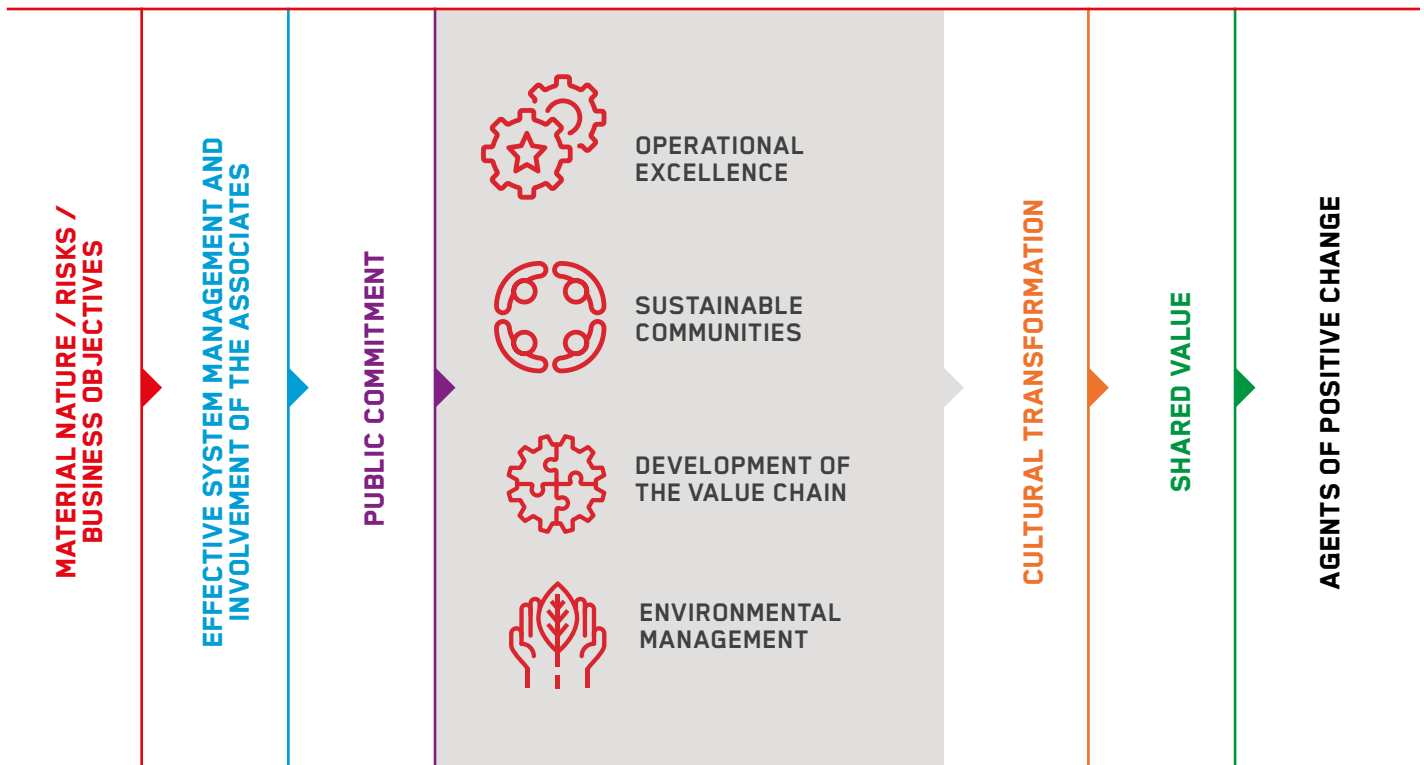 MATERIAL NATURE / RISKS /
BUSINESS OBJECTIVES
EFFECTIVE SYSTEM MANAGEMENT AND
INVOLVEMENT OF THE ASSOCIATES
PUBLIC COMMITMENT
OPERATIONAL
EXCELLENCE
SUSTAINABLE
COMMUNITIES
DEVELOPMENT OF
THE VALUE CHAIN
ENVIRONMENTAL
MANAGEMENT
CULTURAL TRANSFORMATION
SHARED VALUE
AGENTS OF POSITIVE CHANGE